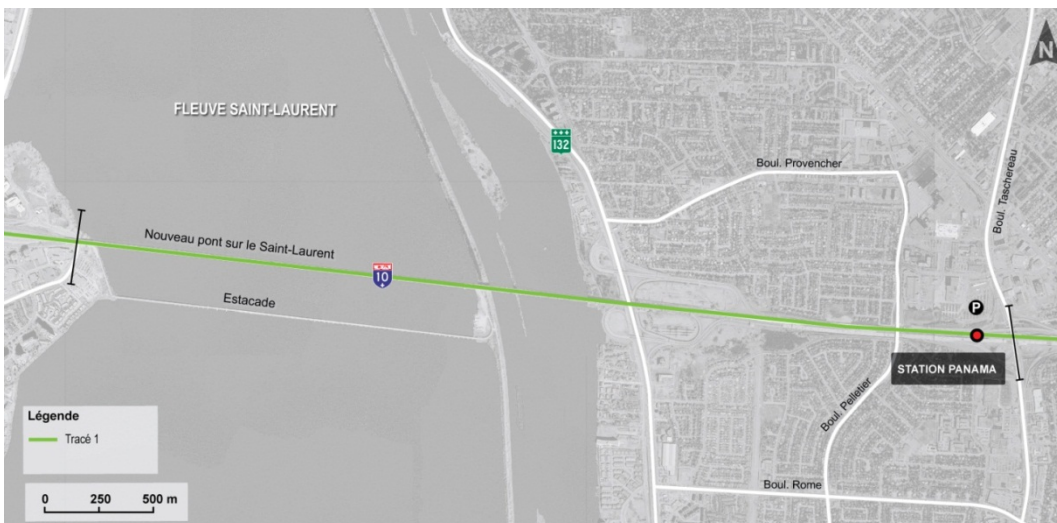 N
FLEUVE SAINT-LAURENT
132
Boul. Provencher
Boul. Taschereau
Nouveau pont sur le Saint-Laurent
10
Estacade
P
STATION PANAMA
Boul. Pelletier
Légende
Tracé 1
Boul. Rome
0 250 500 m